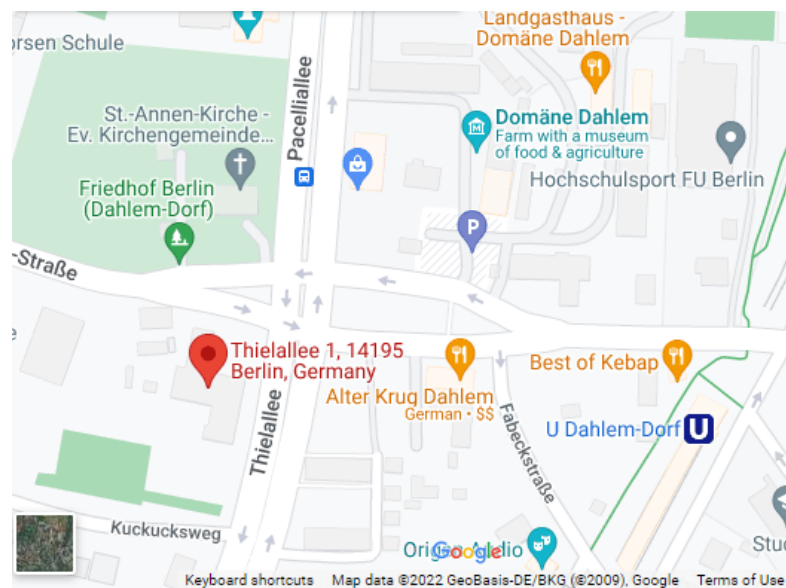 orsen Schule
Landgasthaus -
Domäne Dahlem
St.-Annen-Kirche -
Ev. Kirchengemeinde...
Pacelliallee
Domäne Dahlem
Farm with a museum
of food & agriculture
Hochschulsport FU Berlin
Friedhof Berlin
(Dahlem-Dorf)
P
-Straße
Thielallee 1, 14195
Berlin, Germany
Best of Kebap
Alter Krug Dahlem
German • $$
Thielallee
Fabeckstraße
U Dahlem-Dorf
U
Kuckucksweg
Google
Stu
Keyboard shortcuts
Map data ©2022 GeoBasis-DE/BKG (©2009), Google
Terms of Use